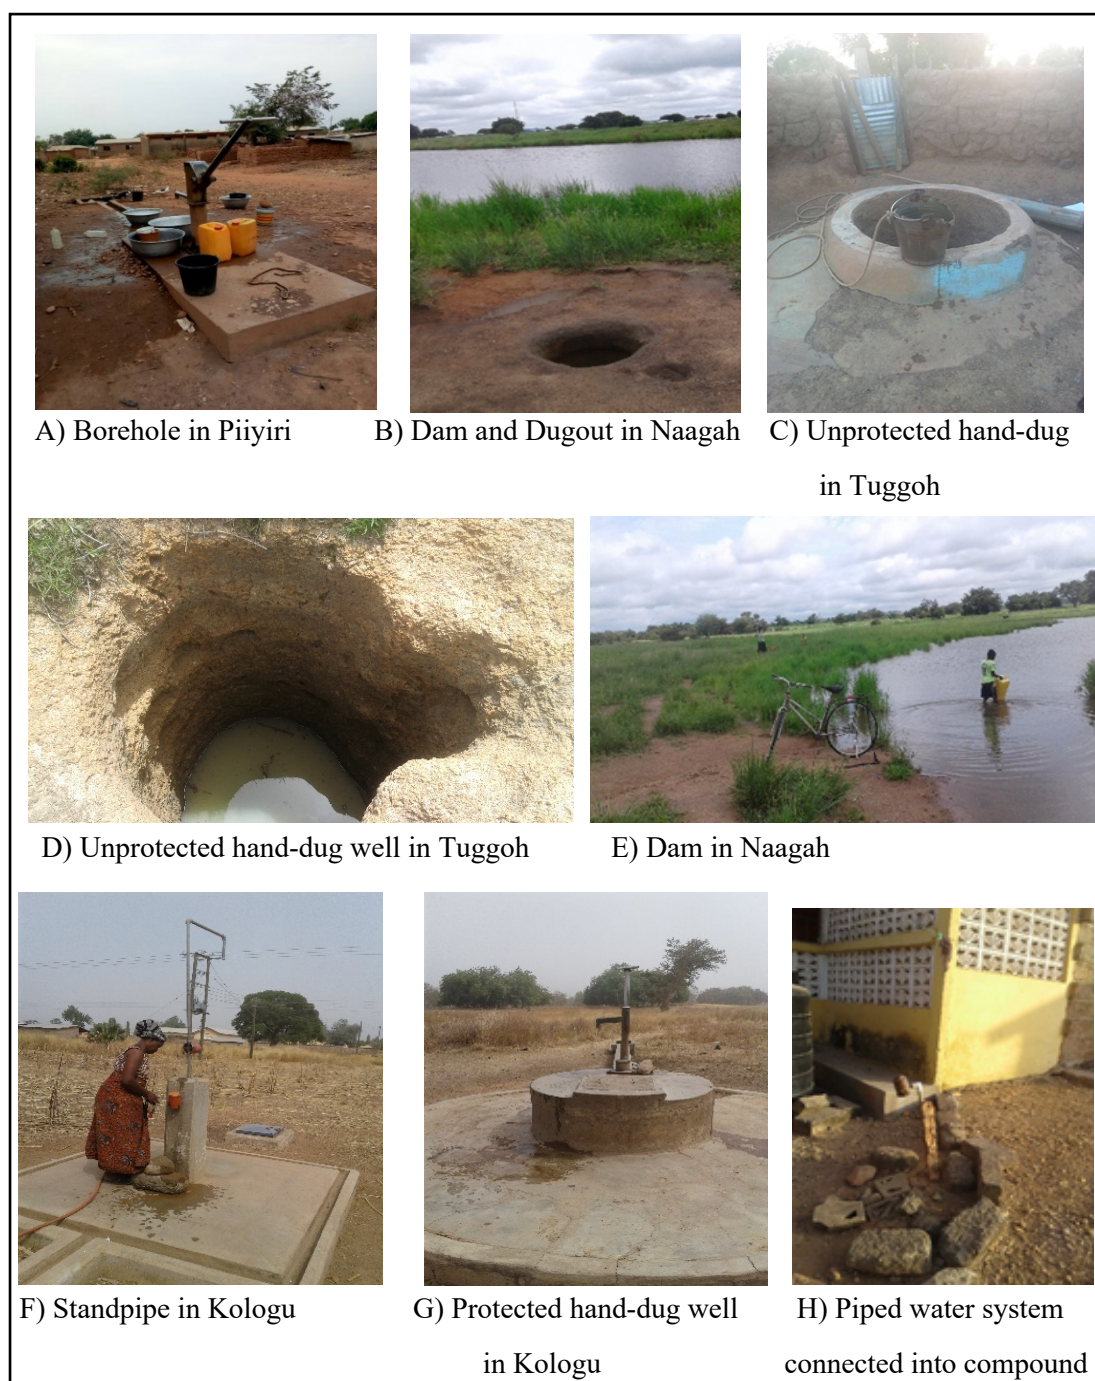 A) Borehole in Piiyiri
B) Dam and Dugout in Naagah
C) Unprotected hand-dug
in Tuggoh
D) Unprotected hand-dug well in Tuggoh
E) Dam in Naagah
F) Standpipe in Kologu
G) Protected hand-dug well
in Kologu
H) Piped water system
connected into compound